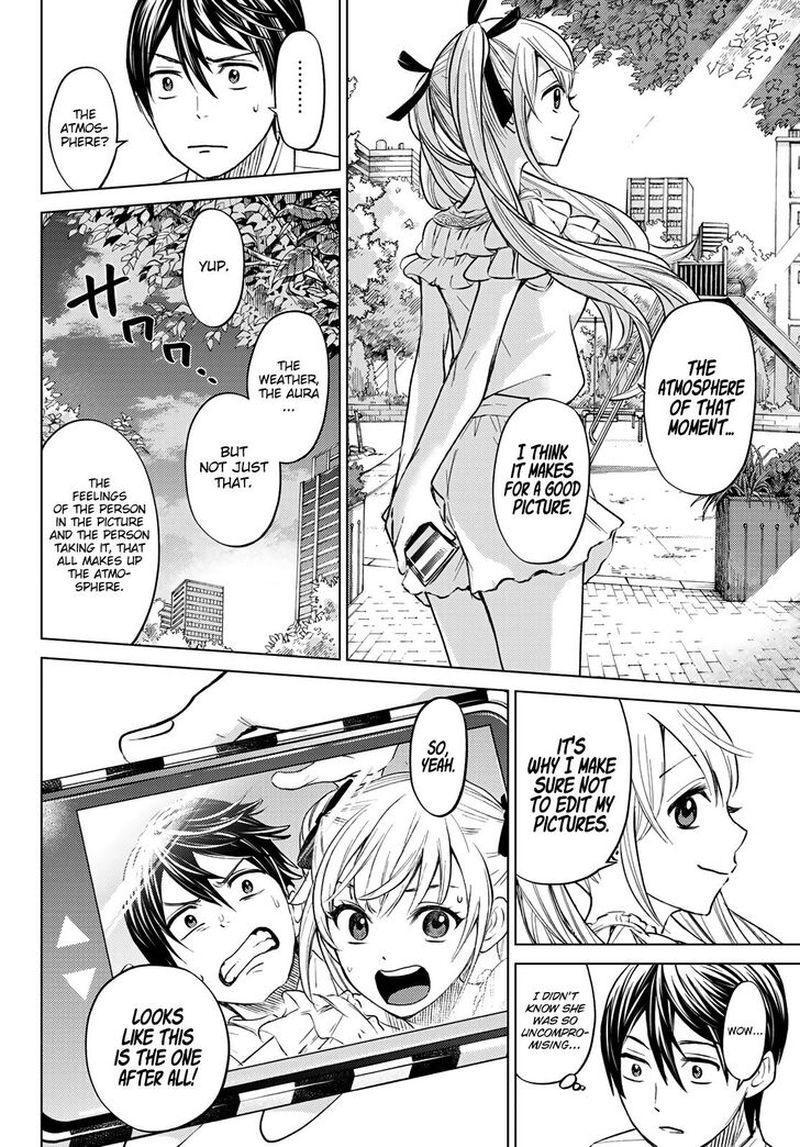 THE
ATMOSPHERE
OF THAT
MOMENT...
I THINK
IT MAKES
FOR A GOOD
PICTURE.
.........
THE
ATMOS-
PHERE?
YUP.
ザワワ...
THE
WEATHER,
THE AURA
...
BUT
NOT JUST
THAT.
THE
FEELINGS
OF THE PERSON
IN THE PICTURE
AND THE PERSON
TAKING IT, THAT
ALL MAKES UP
THE ATMO-
SPHERE.
IT'S
WHY I MAKE
SURE NOT
TO EDIT MY
PICTURES.
WOW...
I DIDN'T
KNOW SHE
WAS SO
UNCOMPRO-
MISING...
SO,
YEAH.
LOOKS
LIKE THIS
IS THE ONE
AFTER ALL!